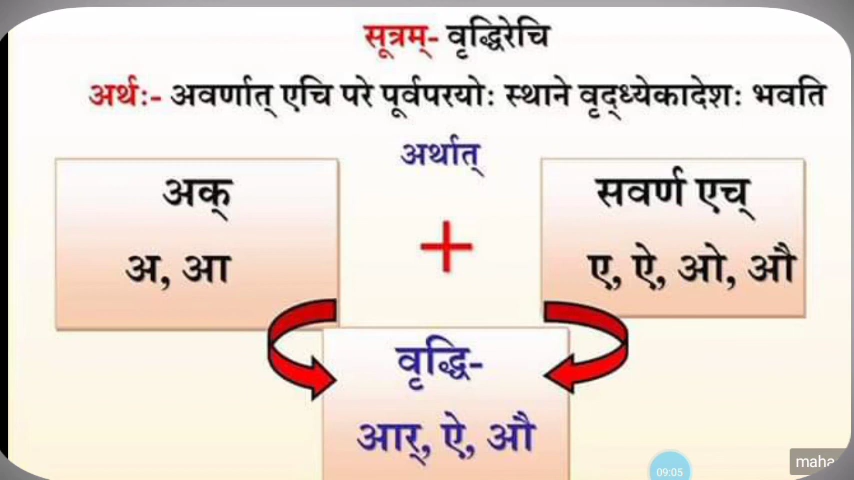 सूत्रम्- वृद्धिरेचि
अर्थः- अवर्णात् एचि परे पूर्वपरयोः स्थाने वृद्ध्येकादेशः भवति
अर्थात्
अक्
अ, आ
+
सवर्ण एच्
ए, ऐ, ओ, औ
वृद्धि-
आर्, ऐ, औ
09:05
maha